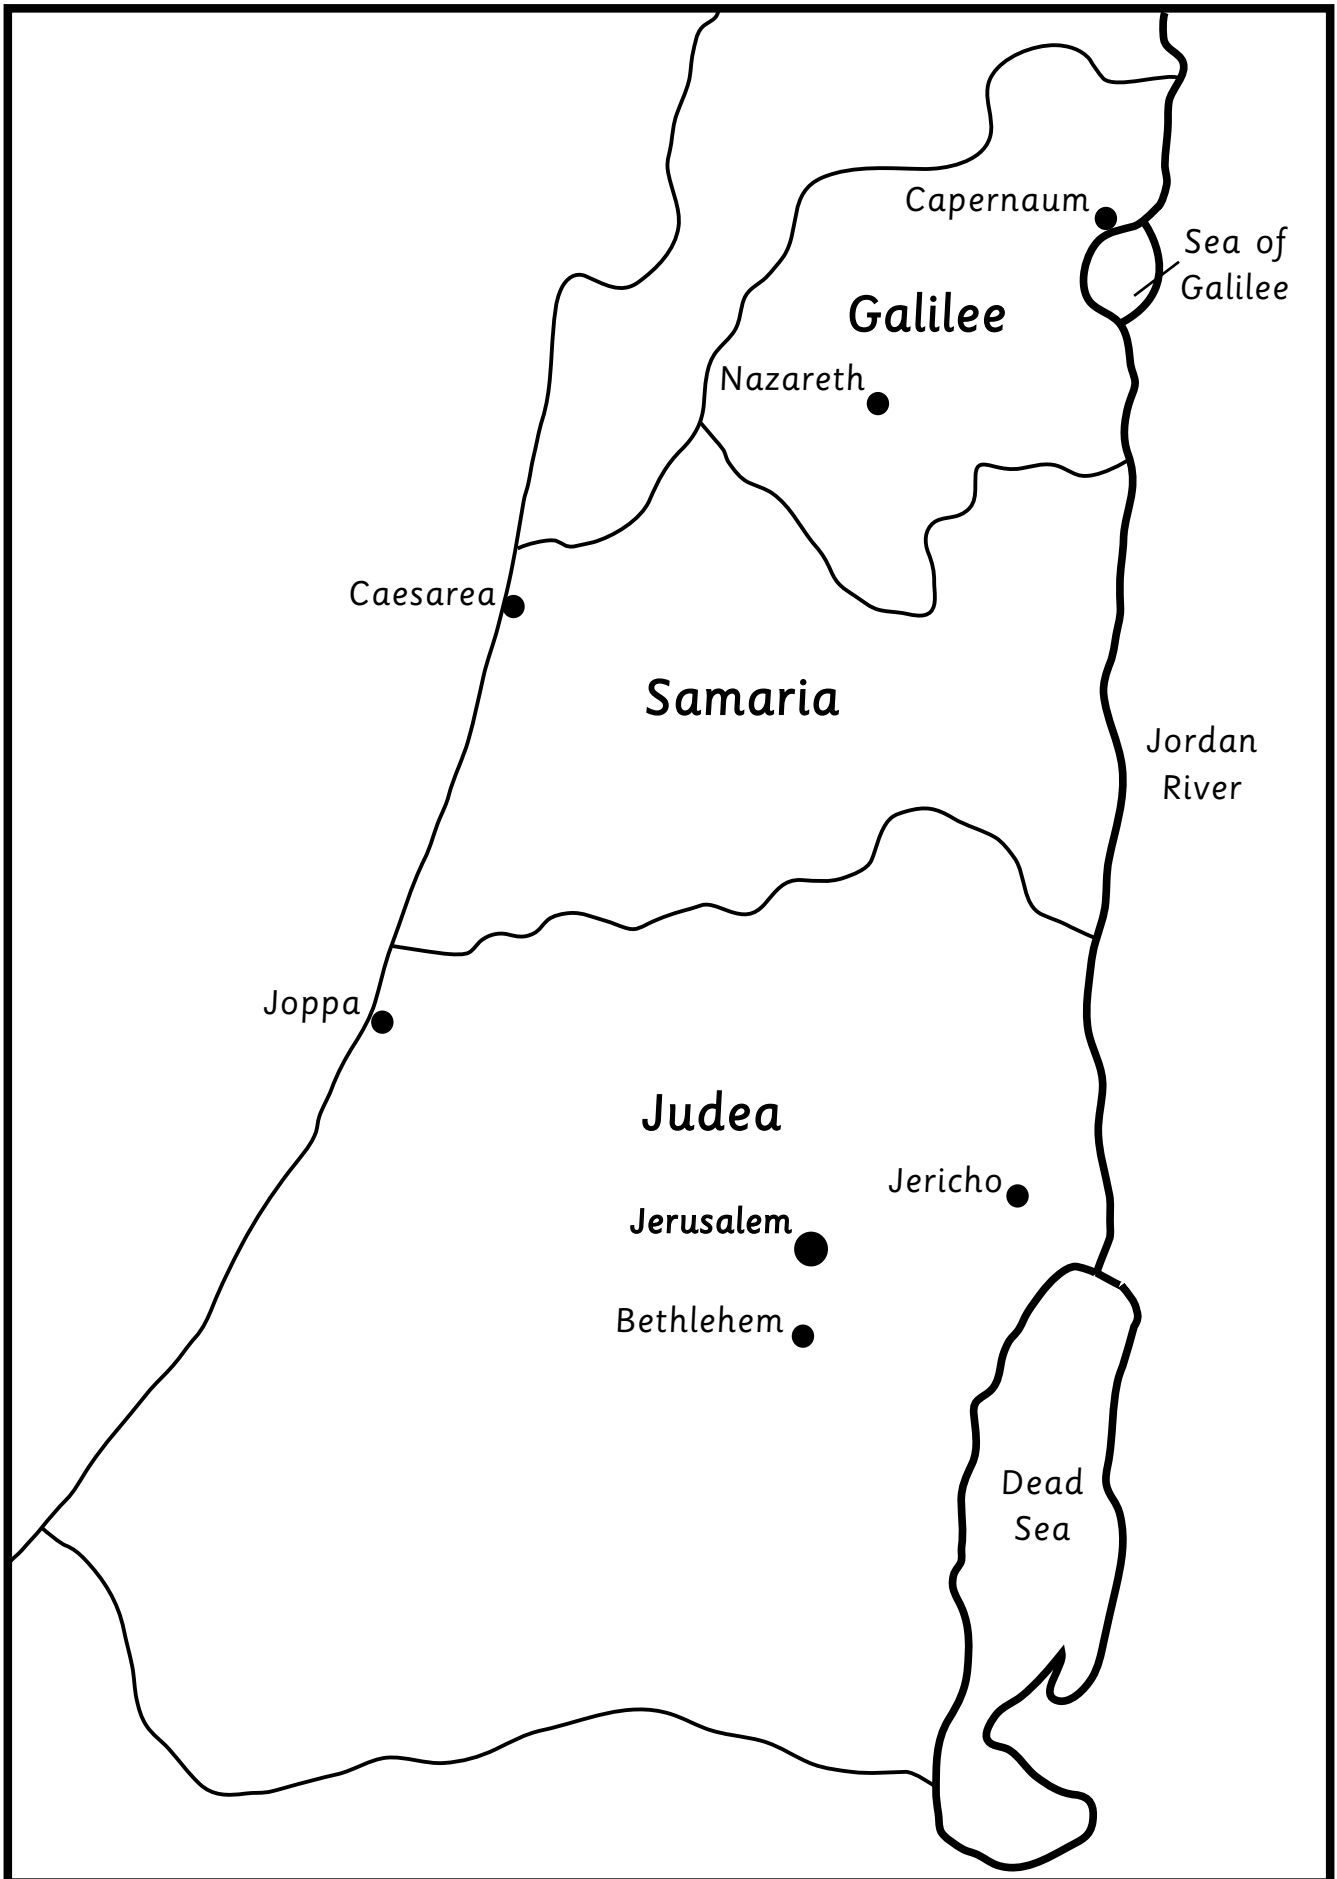 Capernaum
Sea of
Galilee
Galilee
Nazareth
Caesarea
Samaria
Jordan
River
Joppa
Judea
Jericho
Jerusalem
Bethlehem
Dead
Sea